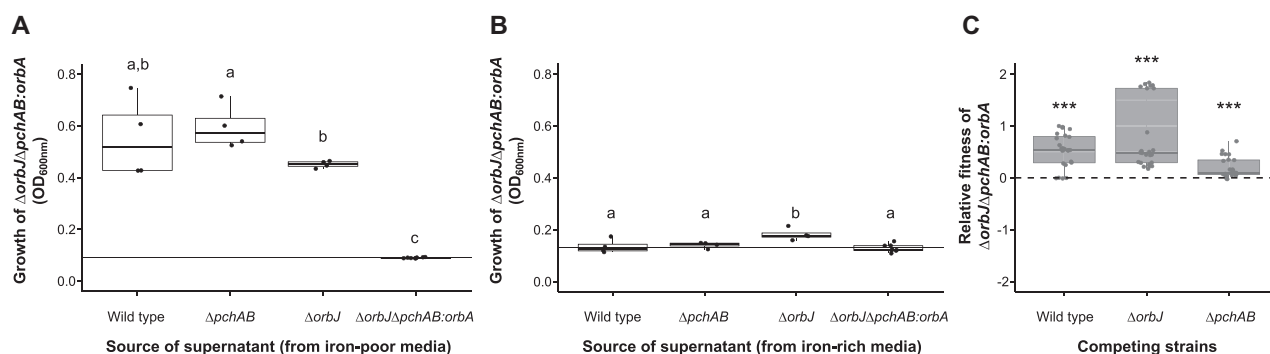 A
Growth of ΔorbJΔpchAB:orbA
(OD600nm)
0.8
0.6
0.4
0.2
0.0
a,b
a
b
c
Wild type
ΔpchAB
ΔorbJ
ΔorbJΔpchAB:orbA
Source of supernatant (from iron-poor media)
B
Growth of ΔorbJΔpchAB:orbA
(OD600nm)
0.8
0.6
0.4
0.2
0.0
a
a
b
a
Wild type
ΔpchAB
ΔorbJ
ΔorbJΔpchAB:orbA
Source of supernatant (from iron-rich media)
C
Relative fitness of
ΔorbJΔpchAB:orbA
2
1
0
-1
-2
***
***
***
Wild type
ΔorbJ
ΔpchAB
Competing strains